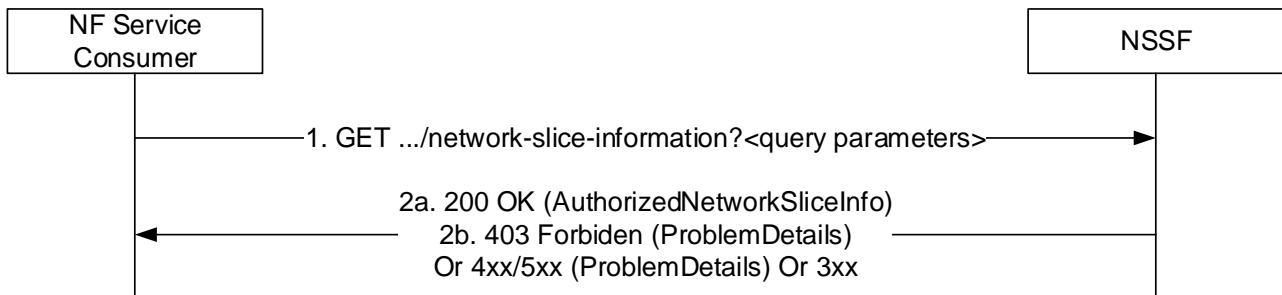 NF Service
Consumer
NSSF
1. GET .../network-slice-information?<query parameters>
2a. 200 OK (AuthorizedNetworkSliceInfo)
2b. 403 Forbiden (ProblemDetails)
Or 4xx/5xx (ProblemDetails) Or 3xx